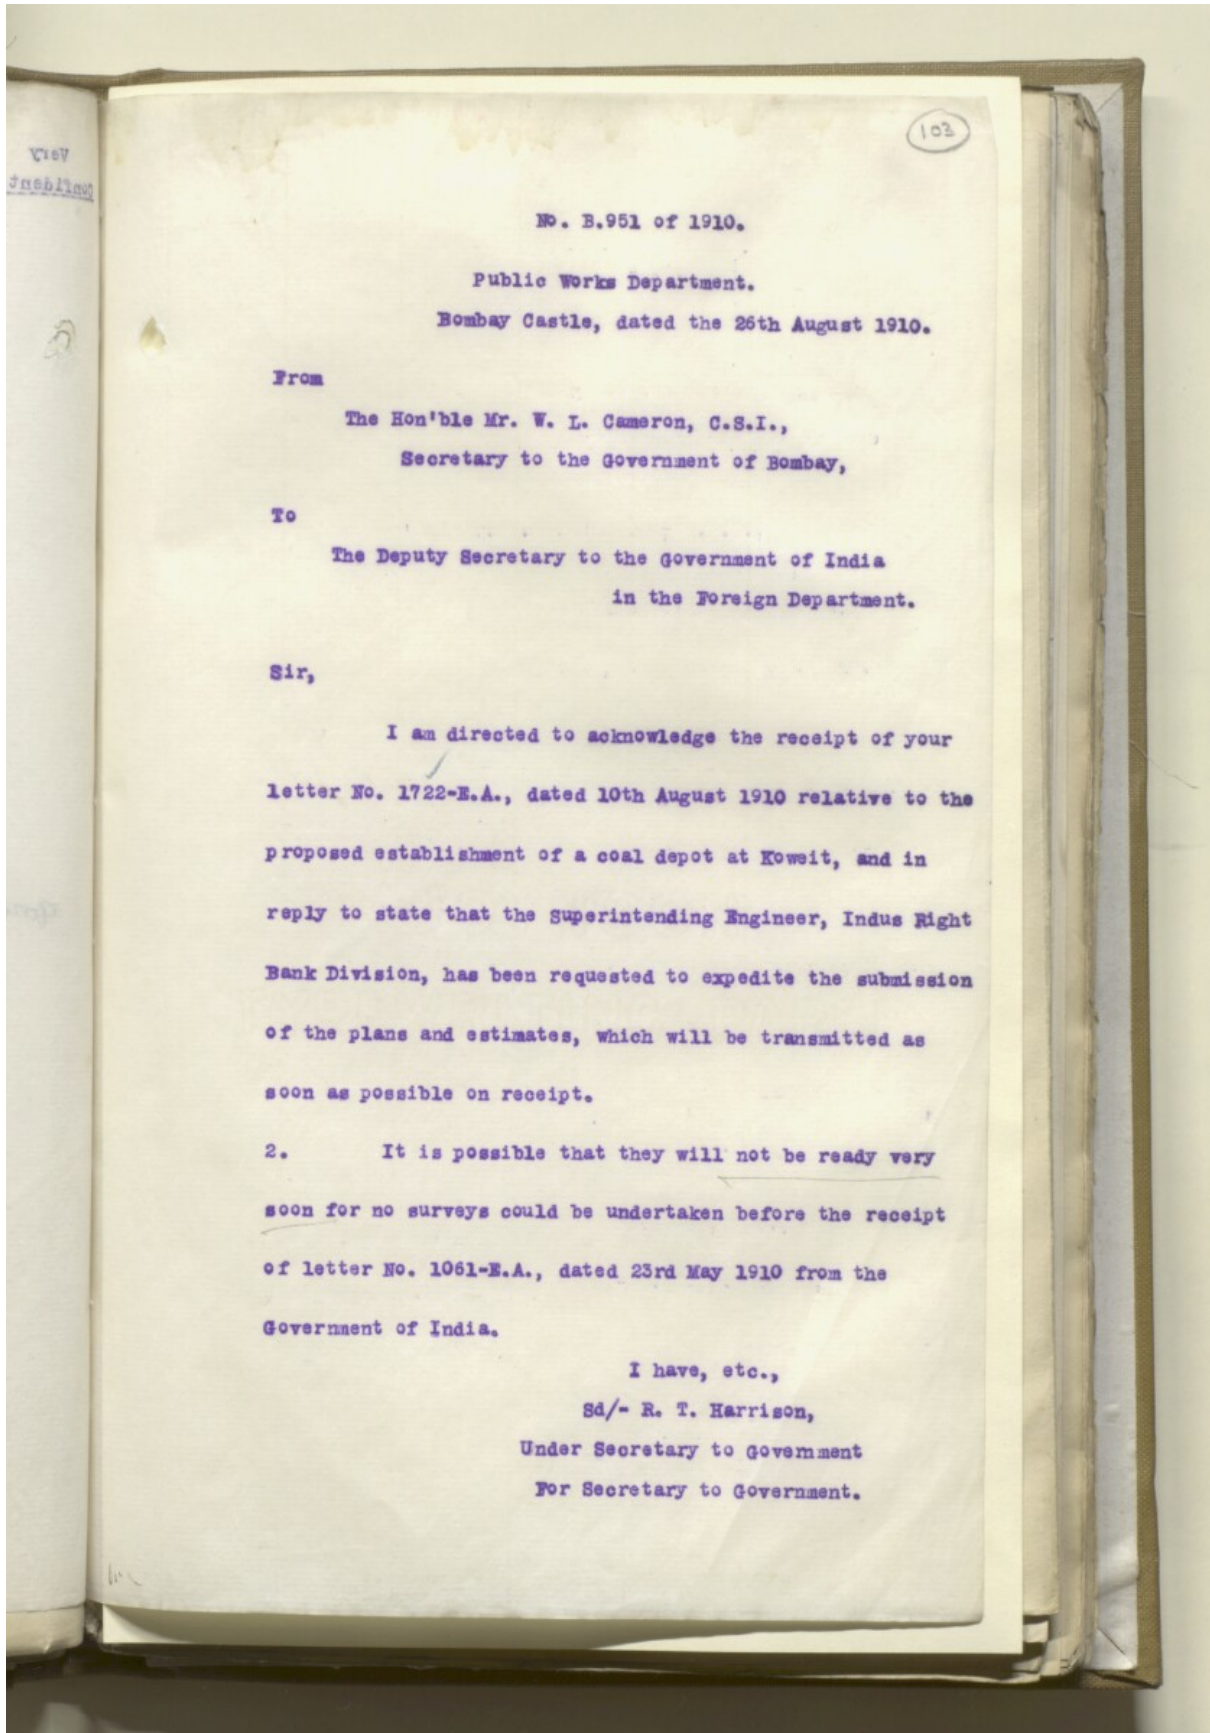 Very
Confident
103
No. B.951 of 1910.
Public Works Department.
Bombay Castle, dated the 26th August 1910.
From
The Hon'ble Mr. W. L. Cameron, C.S.I.,
Secretary to the Government of Bombay,
To
The Deputy Secretary to the Government of India
in the Foreign Department.
Sir,
I am directed to acknowledge the receipt of your
letter No. 1722-E.A., dated 10th August 1910 relative to the
proposed establishment of a coal depot at Koweit, and in
reply to state that the Superintending Engineer, Indus Right
Bank Division, has been requested to expedite the submission
of the plans and estimates, which will be transmitted as
soon as possible on receipt.
2. It is possible that they will not be ready very
soon for no surveys could be undertaken before the receipt
of letter No. 1061-E.A., dated 23rd May 1910 from the
Government of India.
I have, etc.,
Sd/- R. T. Harrison,
Under Secretary to Government
For Secretary to Government.